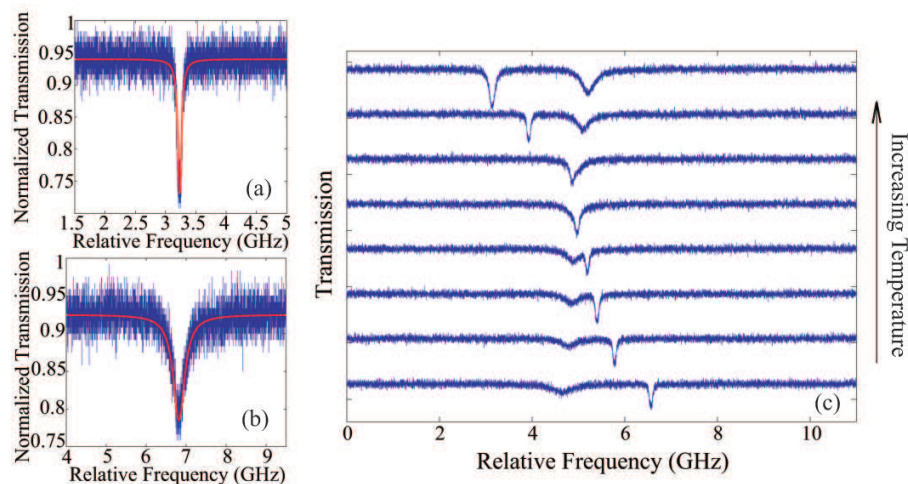 1
0.95
0.9
0.85
0.8
0.75
Normalized Transmission
(a)
1.5 2 2.5 3 3.5 4 4.5 5
Relative Frequency (GHz)
0.95
0.9
0.85
0.8
0.75
Normalized Transmission
(b)
4 5 6 7 8 9
Relative Frequency (GHz)
Transmission
(c)
0 2 4 6 8 10
Relative Frequency (GHz)
Increasing Temperature